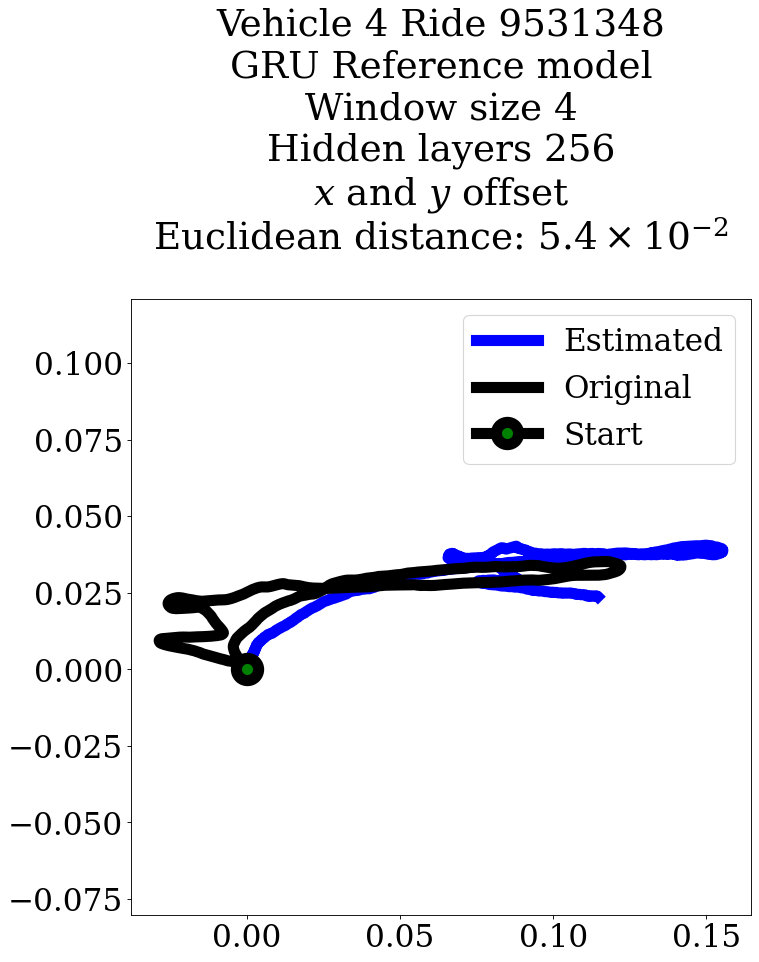 Vehicle 4 Ride 9531348
GRU Reference model
Window size 4
Hidden layers 256
x and y offset
Euclidean distance: 5.4 × 10⁻²
Estimated
Original
Start
0.100
0.075
0.050
0.025
0.000
−0.025
−0.050
−0.075
0.00 0.05 0.10 0.15